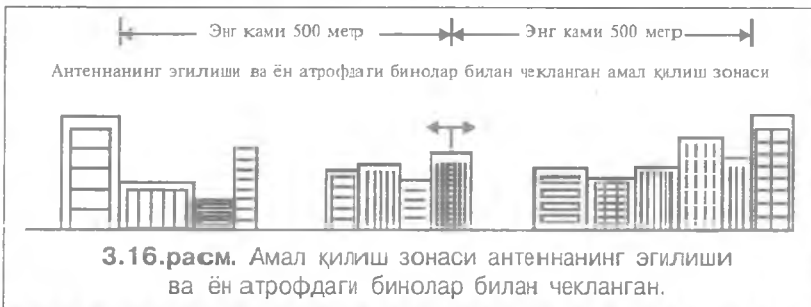 Энг ками 500 метр Энг ками 500 метр
Антеннанинг эгилиши ва ён атрофдаги бинолар билан чекланган амал қилиш зонаси
3.16.расм. Амал қилиш зонаси антеннанинг эгилиши
ва ён атрофдаги бинолар билан чекланган.